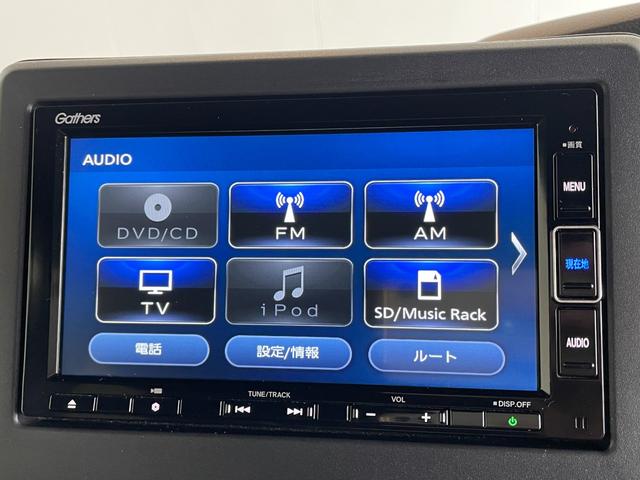 Gathers
■画質
AUDIO
MENU
DVD/CD
FM
AM
現在地
TV
iPod
SD/Music Rack
AUDIO
電話
設定/情報
ルート
TUNE/TRACK
VOL
■DISP.OFF